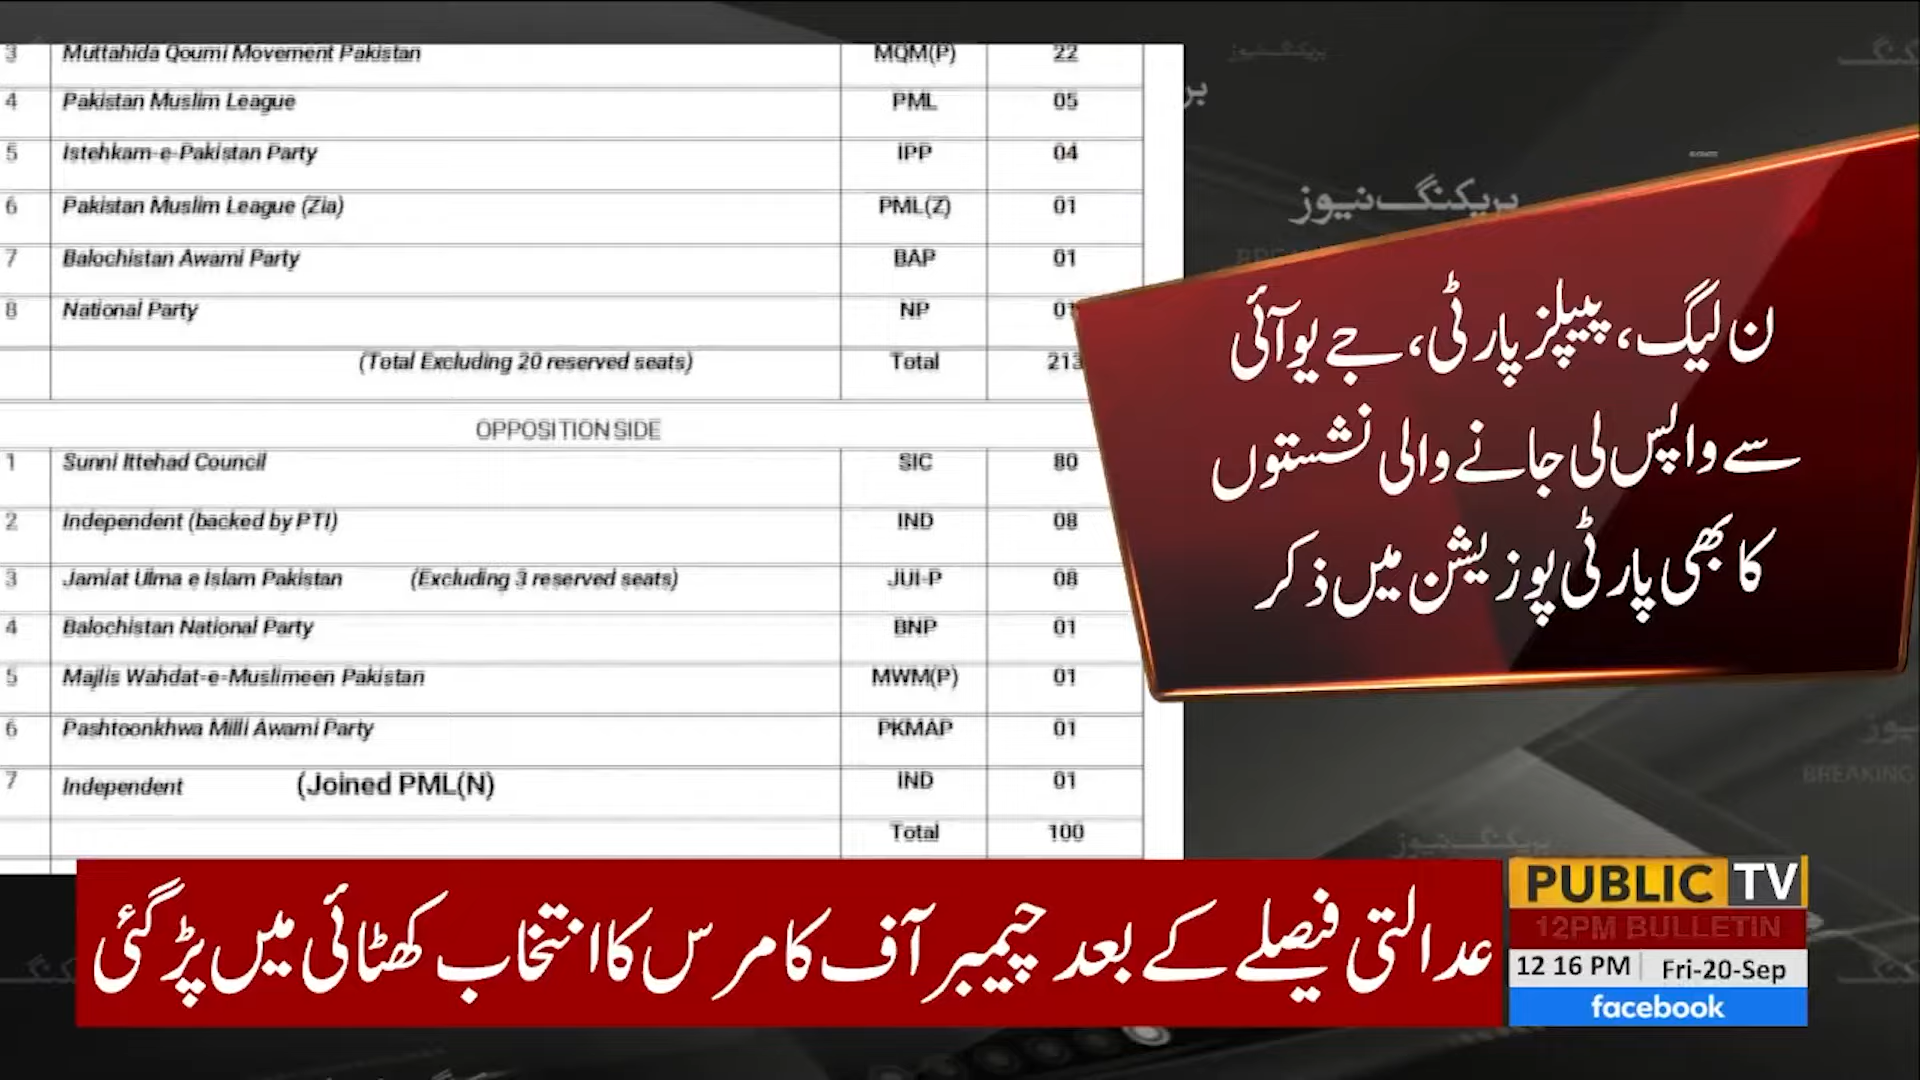 3 Muttahida Qoumi Movement Pakistan MQM(P) 22
4 Pakistan Muslim League PML 05
5 Istehkam-e-Pakistan Party IPP 04
6 Pakistan Muslim League (Zia) PML(Z) 01
7 Balochistan Awami Party BAP 01
8 National Party NP 01
(Total Excluding 20 reserved seats) Total 213
OPPOSITION SIDE
1 Sunni Ittehad Council SIC 80
2 Independent (backed by PTI) IND 08
3 Jamiat Ulma e Islam Pakistan (Excluding 3 reserved seats) JUI-P 08
4 Balochistan National Party BNP 01
5 Majlis Wahdat-e-Muslimeen Pakistan MWM(P) 01
6 Pashtoonkhwa Milli Awami Party PKMAP 01
7 Independent (Joined PML(N) IND 01
Total 100
بریکنگ نیوز
ن لیگ، پیپلز پارٹی، جے یو آئی
سے واپس لی جانے والی نشستوں
کا بھی پارٹی پوزیشن میں ذکر
عدالتی فیصلے کے بعد چیمبر آف کامرس کا انتخاب کھٹائی میں پڑ گئی
PUBLIC TV
12PM BULLETIN
12 16 PM Fri-20-Sep
facebook
بریکنگ نیوز
BREAKING